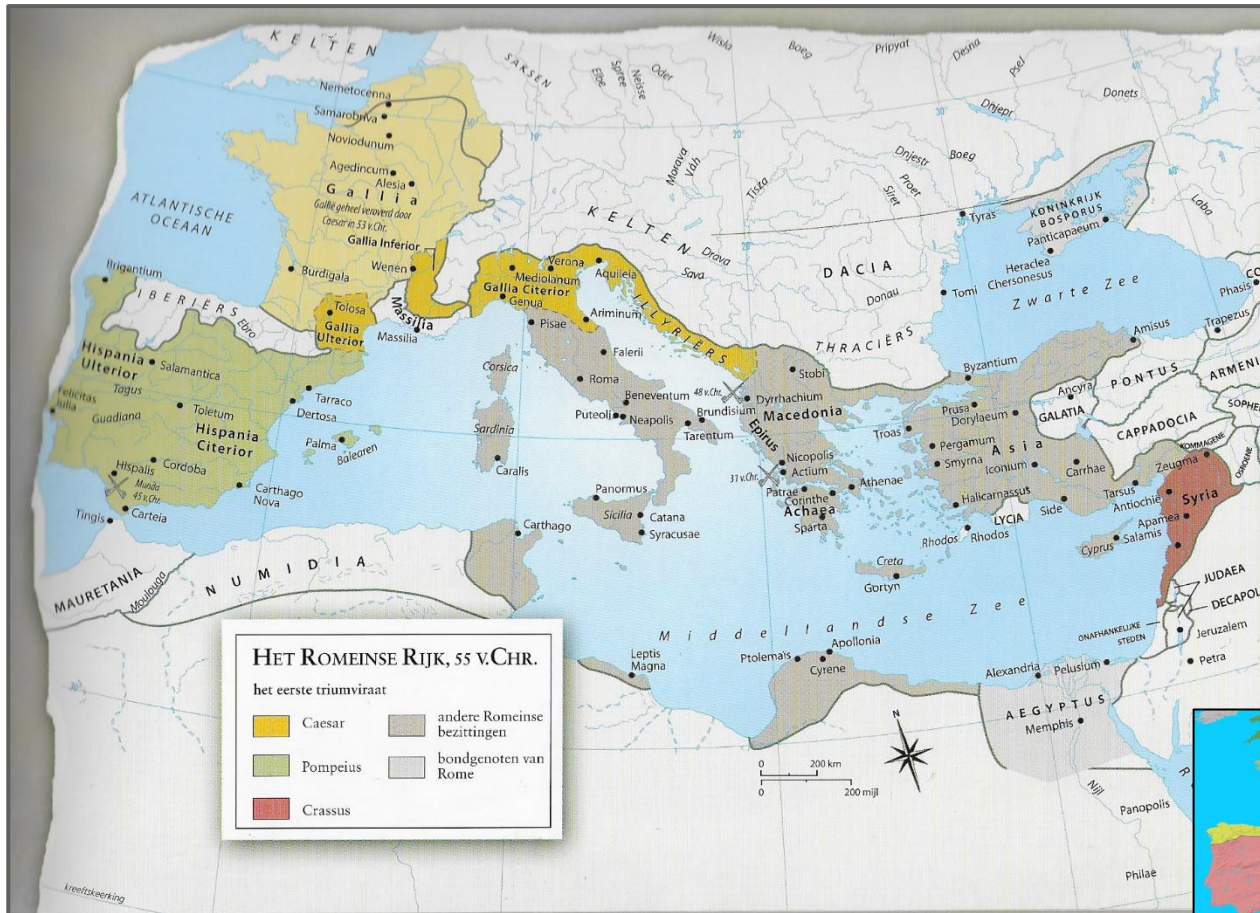 KELTEN
SAKSEN
Elbe
Spree
Neisse
Oder
Wisla
Boeg
Pripyat
Desna
Psel
Donets
Dnjepr
Laba
Nemetocenna
Samarobriva
Noviodunum
Agedincum
Alesia
Gallia
Gallië geheel veroverd door
Caesar in 53 v.Chr.
Gallia Inferior
Wenen
Burdigala
ATLANTISCHE
OCEAAN
Morava
Váh
Tisza
Dnjestr
Boeg
Proet
Siret
Tyras
KONINKRIJK
BOSPORUS
Panticapaeum
Heraclea
Chersonesus
Zwarte Zee
KELTEN
Drava
Sava
DACIA
Donau
Tomi
THRACIËRS
Phasis
Trapezus
Amisus
Brigentium
IBERIËRS
Ebro
Tolosa
Gallia
Ulterior
Massilia
Massilia
Verona
Mediolanum
Gallia Citerior
Genua
Aquileia
ILLYRIËRS
Ariminum
Pisae
Falerii
Corsica
Roma
Beneventum
Puteoli
Neapolis
Brundisium
Tarentum
48 v.Chr.
Dyrrhachium
Stobi
Macedonia
Epirus
Byzantium
Hispania
Ulterior
Salamantica
Tagus
Felicitas
Julia
Guadiana
Toletum
Hispania
Citerior
Tarraco
Dertosa
Palma
Balearen
Hispalis
Cordoba
Munda
45 v.Chr.
Carteia
Carthago
Nova
Tingis
Sardinia
Caralis
Panormus
Sicilia
Catana
Syracusae
Carthago
Nicopolis
Actium
31 v.Chr.
Patrae
Corinthe
Athenae
Achaea
Sparta
Creta
Gortyn
Troas
Prusa
Dorylaeum
Pergamum
Smyrna
Asia
Iconium
Carrhae
Halicarnassus
Side
LYCIA
Rhodos
Rhodos
Ancyra
GALATIA
PONTUS
ARMENI
SOPHE
CAPPADOCIA
KOMMAGENE
OSROENE
Zeugma
Tarsus
Antiochië
Syria
Apamea
Cyprus
Salamis
JUDAEA
DECAPOL
ONAFHANKELIJKE
STEDEN
Jeruzalem
Petra
MAURETANIA
Moulouga
NUMIDIA
Middellandse Zee
Leptis
Magna
Ptolemaïs
Apollonia
Cyrene
Alexandria
Pelusium
AEGYPTUS
Memphis
Nijl
Panopolis
Philae
HET ROMEINSE RIJK, 55 V.CHR.
het eerste triumviraat
Caesar
Pompeius
Crassus
andere Romeinse
bezittingen
bondgenoten van
Rome
N
0 200 km
0 200 mijl
kreeftskeerking